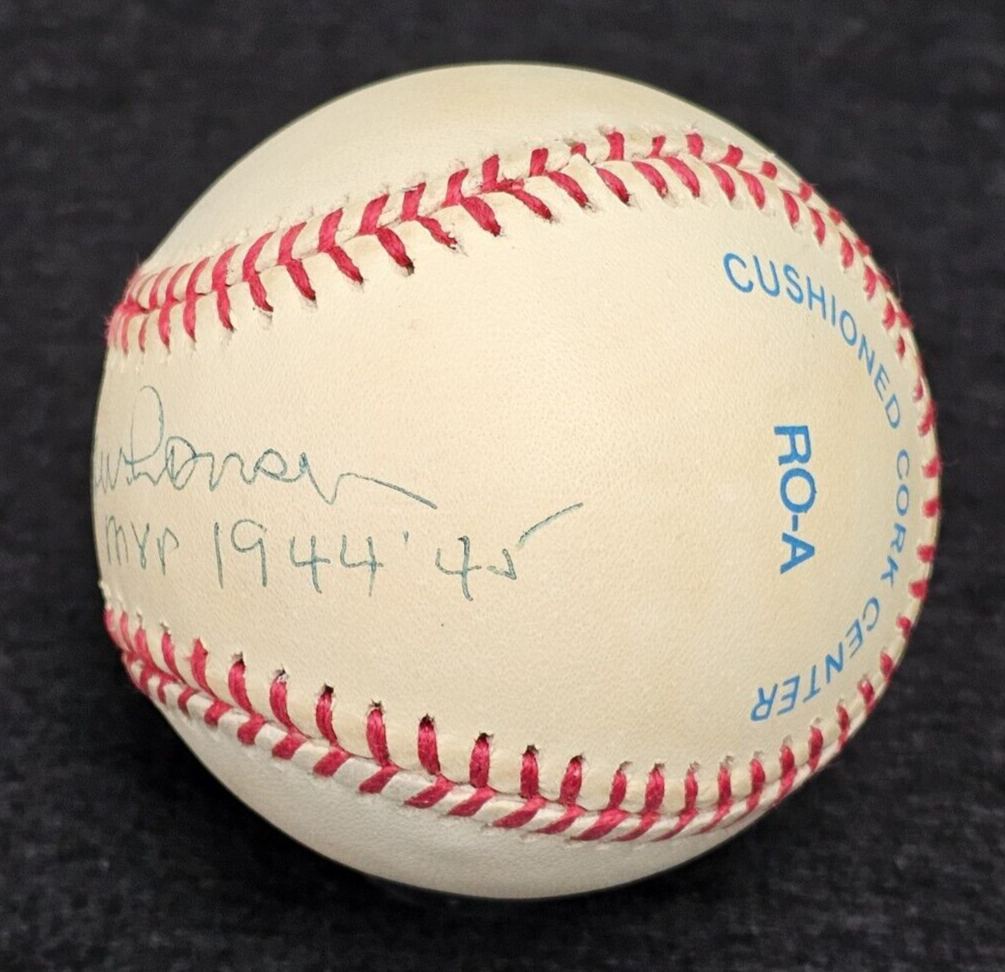 MVP 1944 '45
CUSHIONED CORK CENTER
RO-A